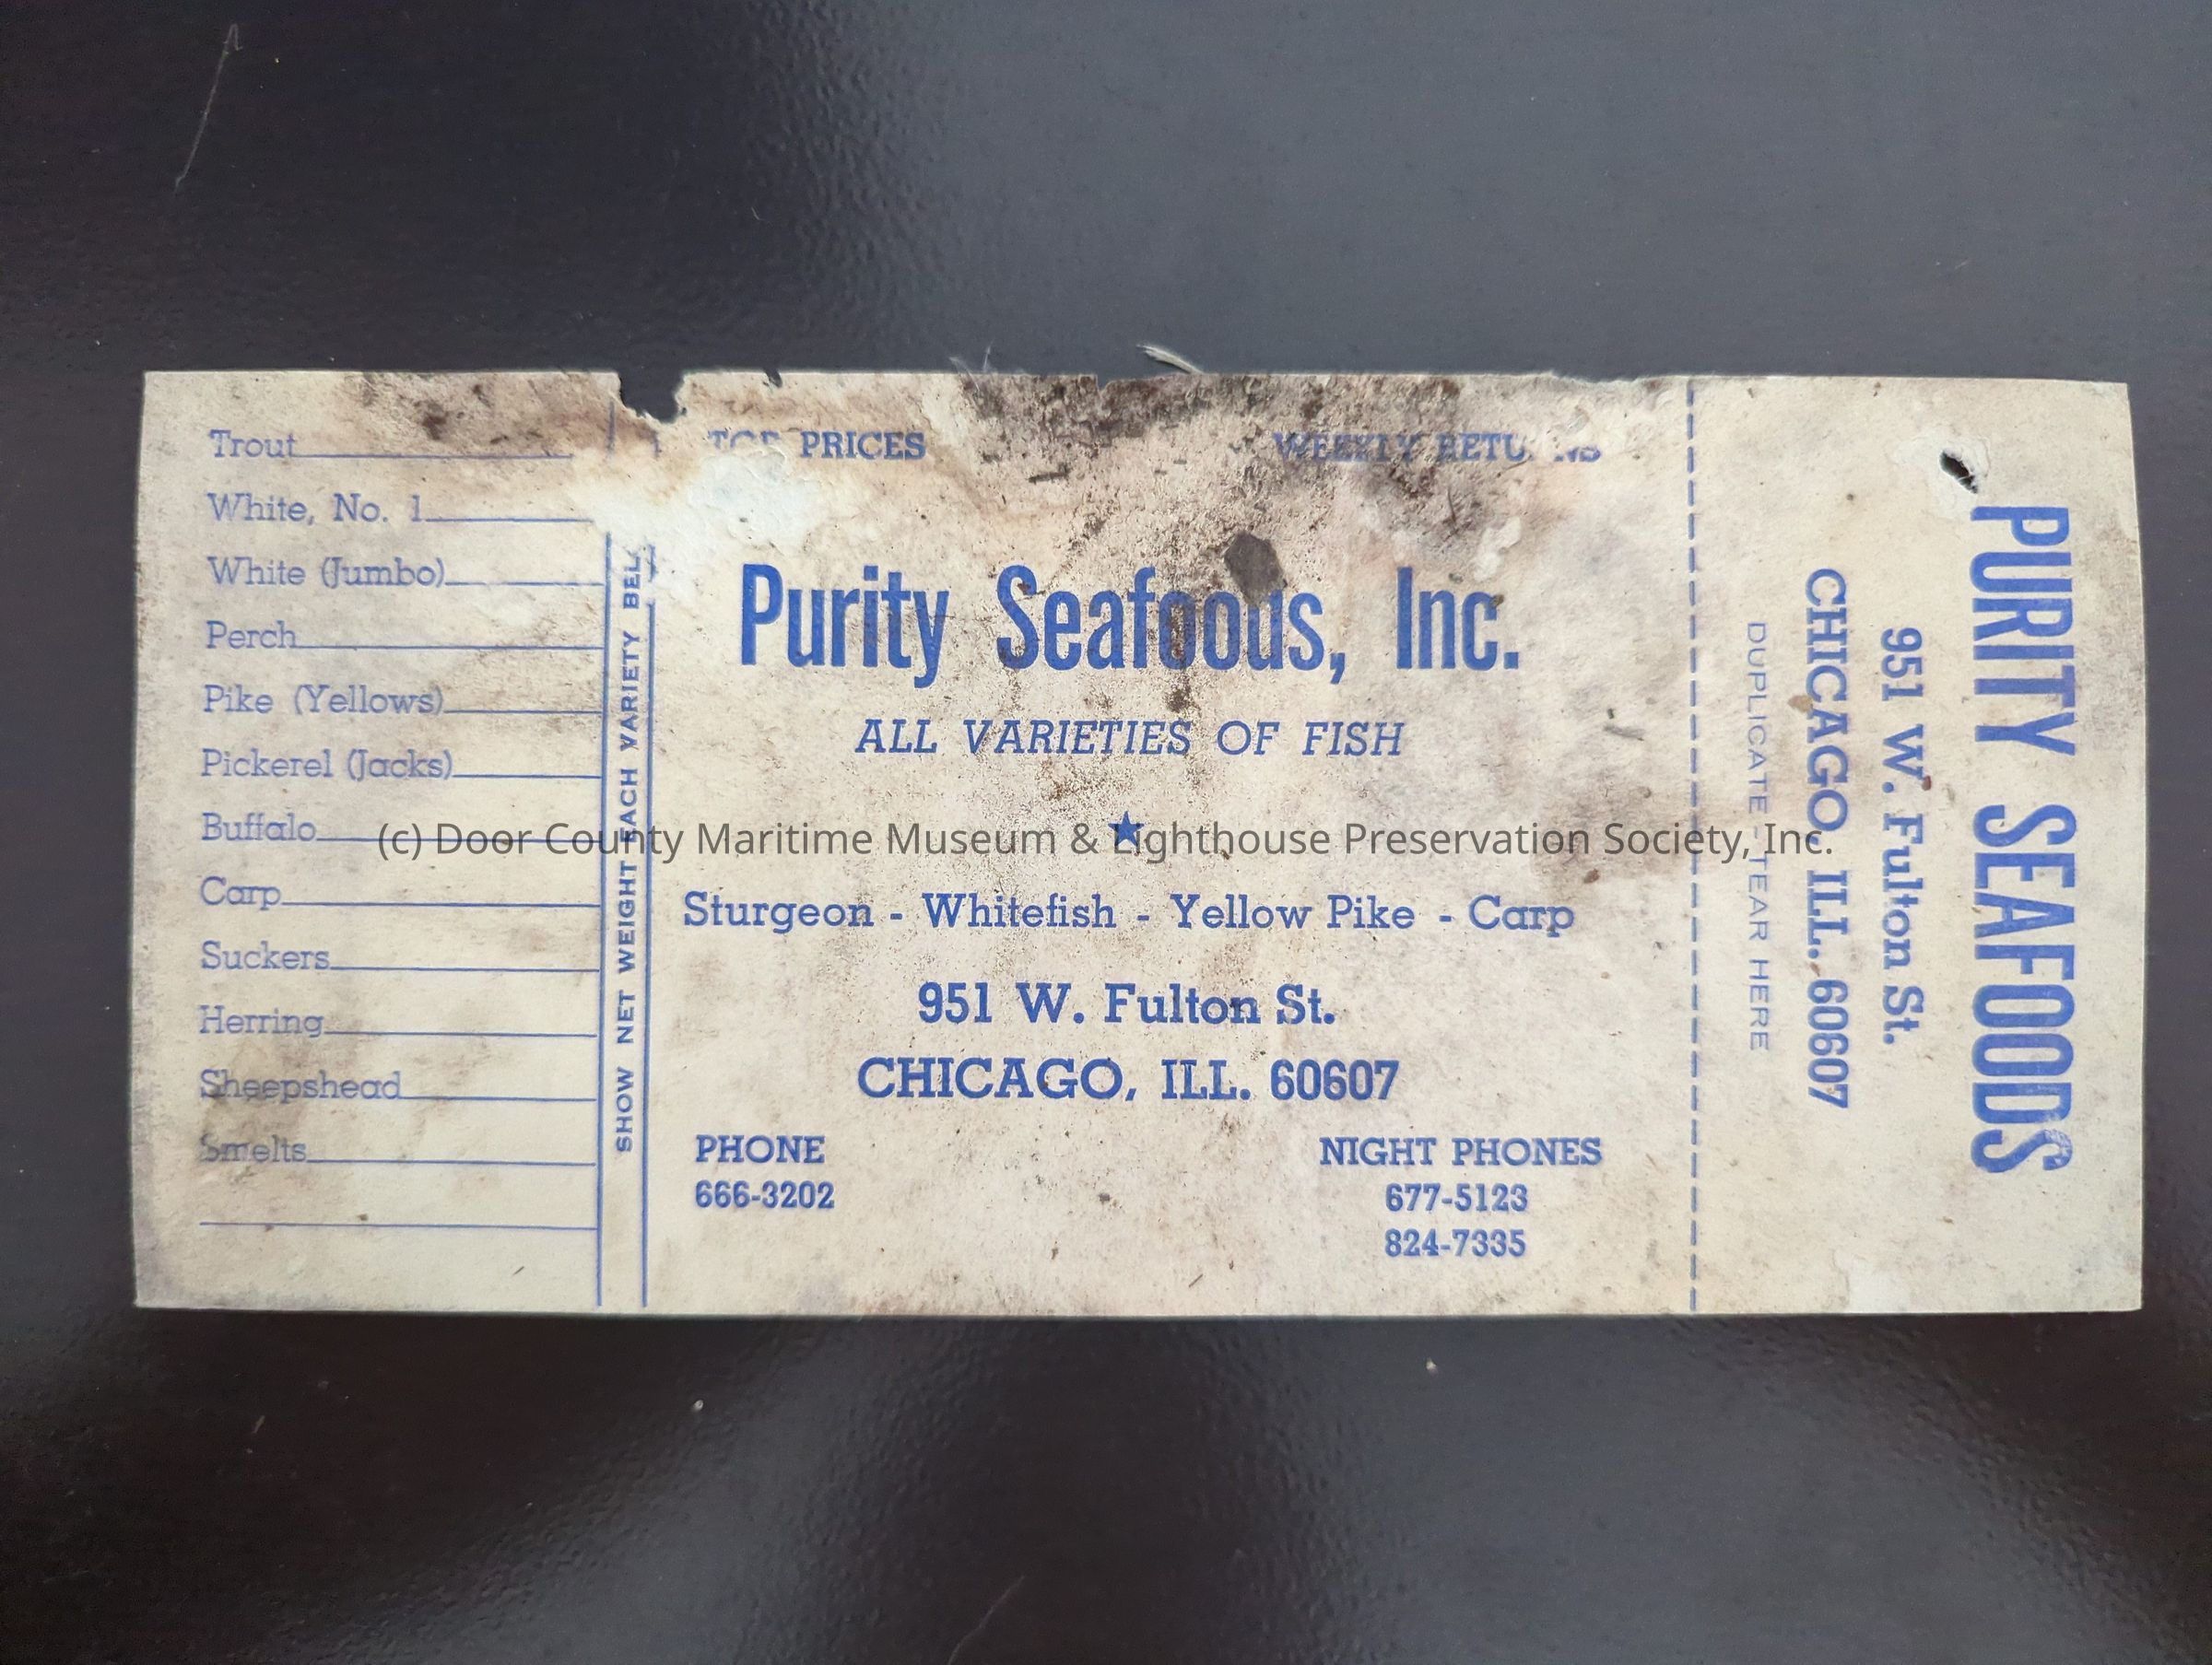 Trout
White, No. 1
White (Jumbo)
Perch
Pike (Yellows)
Pickerel (Jacks)
Buffalo
Carp
Suckers
Herring
Sheepshead
Smelts
SHOW NET WEIGHT EACH VARIETY
PRICES
WEEKLY
Purity Seafoods, Inc.
ALL VARIETIES OF FISH
Sturgeon - Whitefish - Yellow Pike - Carp
951 W. Fulton St.
CHICAGO, ILL. 60607
PHONE
666-3202
NIGHT PHONES
677-5123
824-7335
PURITY SEAFOODS
951 W. Fulton St.
CHICAGO, ILL. 60607
DUPLICATE - TEAR HERE
(c) Door County Maritime Museum & Lighthouse Preservation Society, Inc.